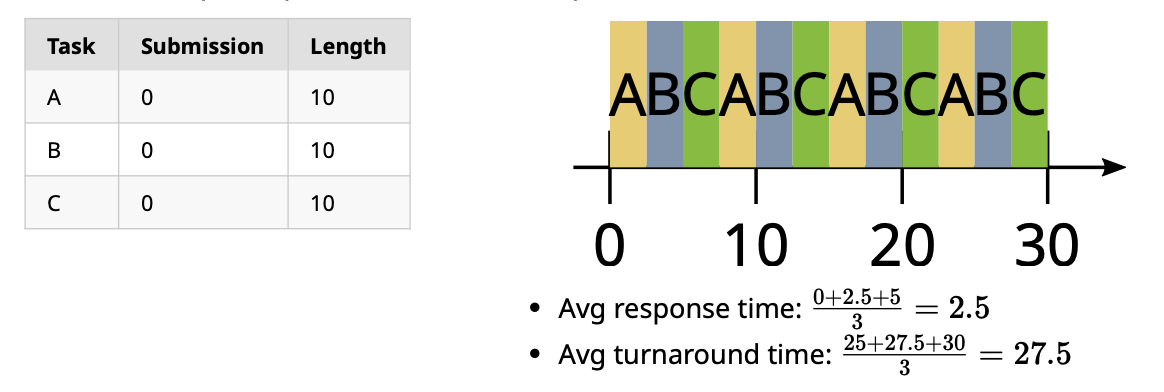 Task Submission Length
A 0 10
B 0 10
C 0 10
ABCABCABCABC
0 10 20 30
• Avg response time: \frac{0+2.5+5}{3} = 2.5
• Avg turnaround time: \frac{25+27.5+30}{3} = 27.5